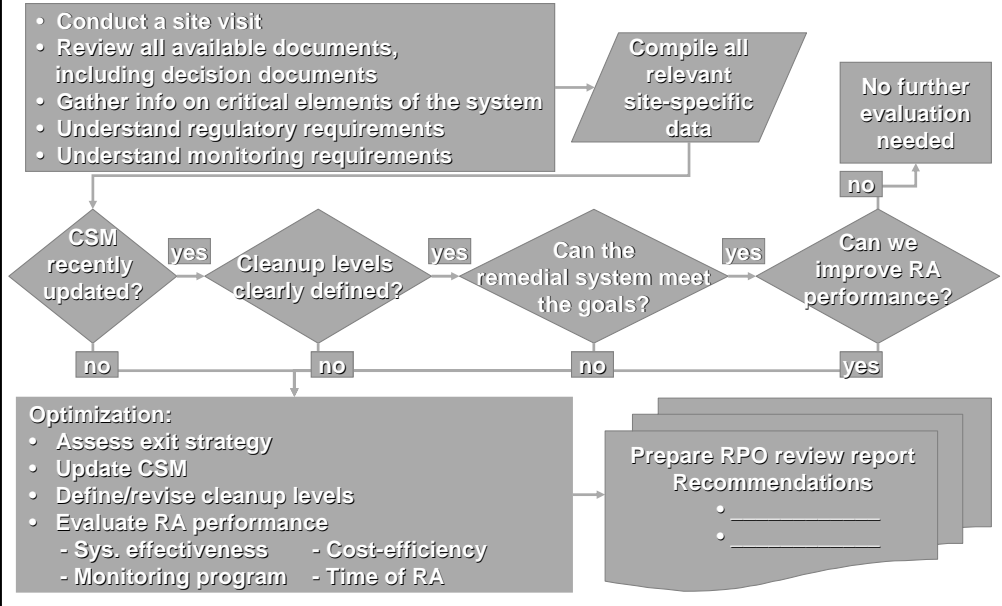 • Conduct a site visit
• Review all available documents,
including decision documents
• Gather info on critical elements of the system
• Understand regulatory requirements
• Understand monitoring requirements
Compile all
relevant
site-specific
data
No further
evaluation
needed
no
CSM
recently
updated?
yes
Cleanup levels
clearly defined?
yes
Can the
remedial system meet
the goals?
yes
Can we
improve RA
performance?
no
no
no
yes
Optimization:
• Assess exit strategy
• Update CSM
• Define/revise cleanup levels
• Evaluate RA performance
- Sys. effectiveness - Cost-efficiency
- Monitoring program - Time of RA
Prepare RPO review report
Recommendations
• ____________
• ____________